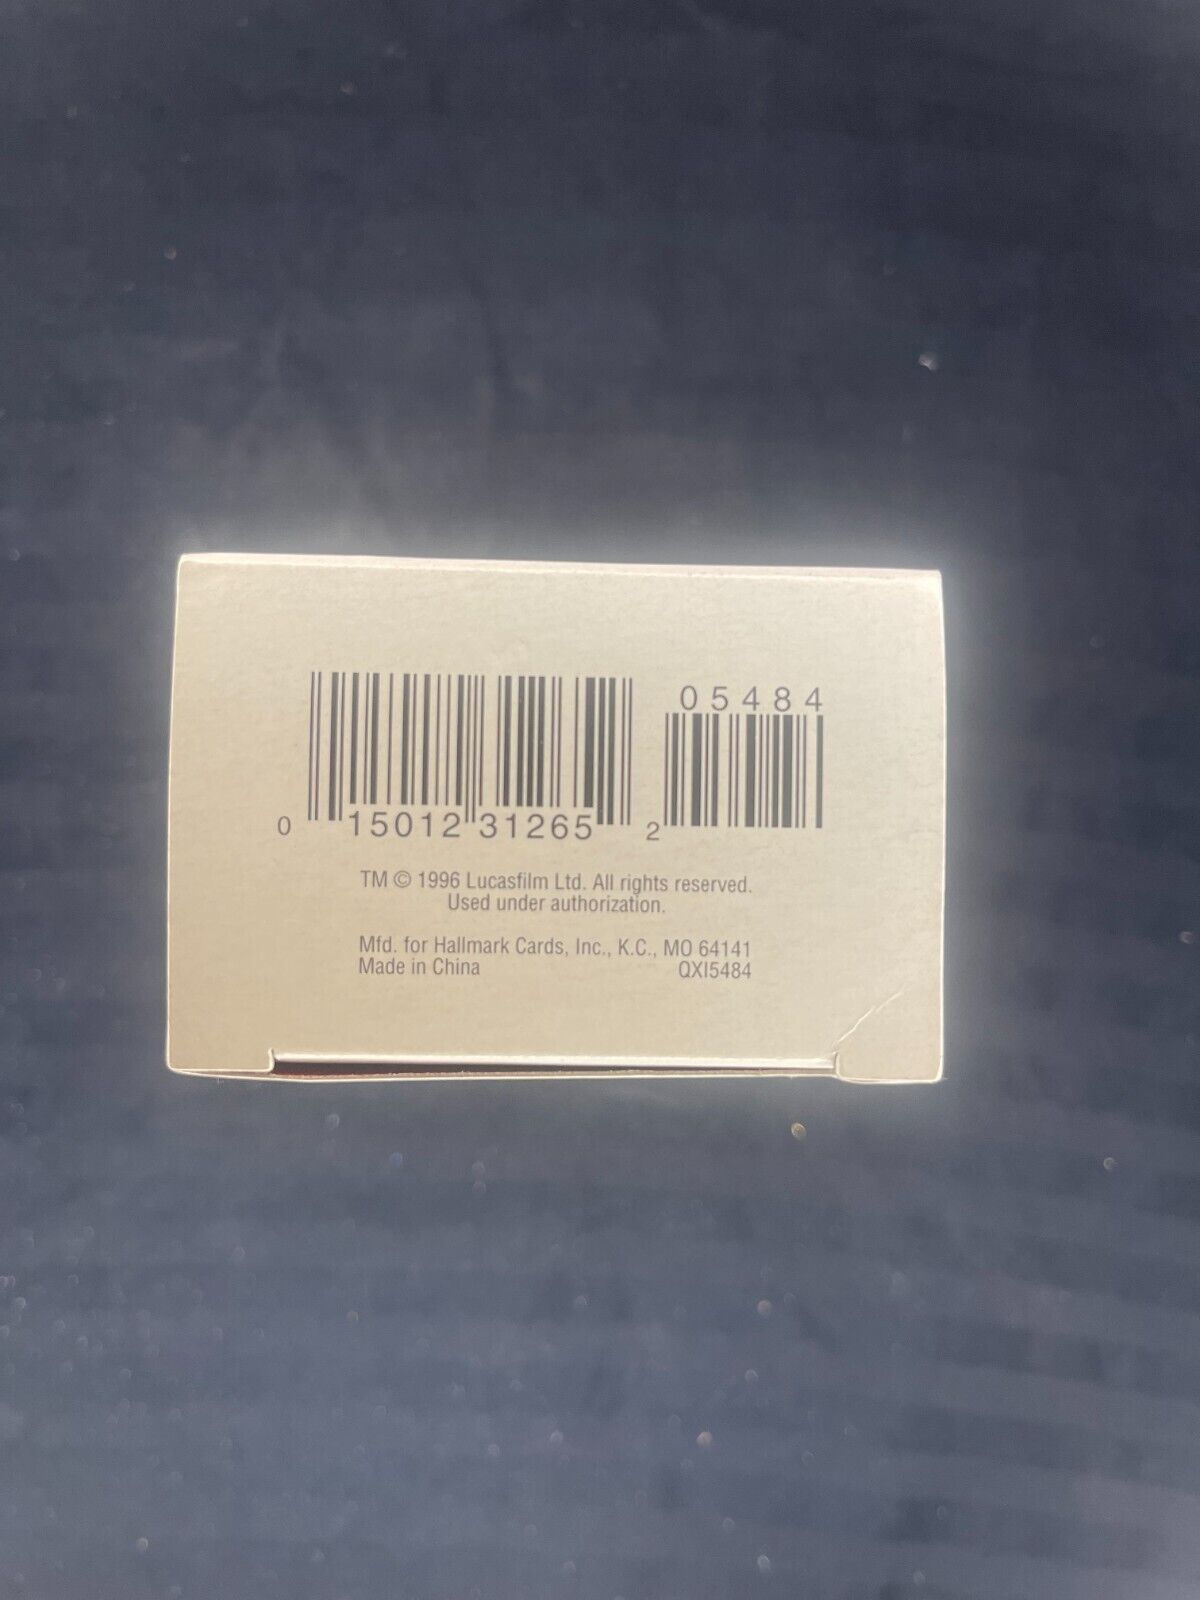 05484
0 15012 31265 2
TM © 1996 Lucasfilm Ltd. All rights reserved.
Used under authorization.
Mfd. for Hallmark Cards, Inc., K.C., MO 64141
Made in China QXI5484